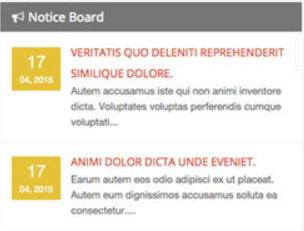 Notice Board
17
04, 2015
VERITATIS QUO DELENITI REPREHENDERIT
SIMILIQUE DOLORE.
Autem accusamus iste qui non animi inventore
dicta. Voluptates voluptas perferendis cumque
voluptati...
17
04, 2015
ANIMI DOLOR DICTA UNDE EVENIET.
Earum autem eos odio adipisci ex ut placeat.
Autem eum dignissimos accusamus soluta ea
consectetur....